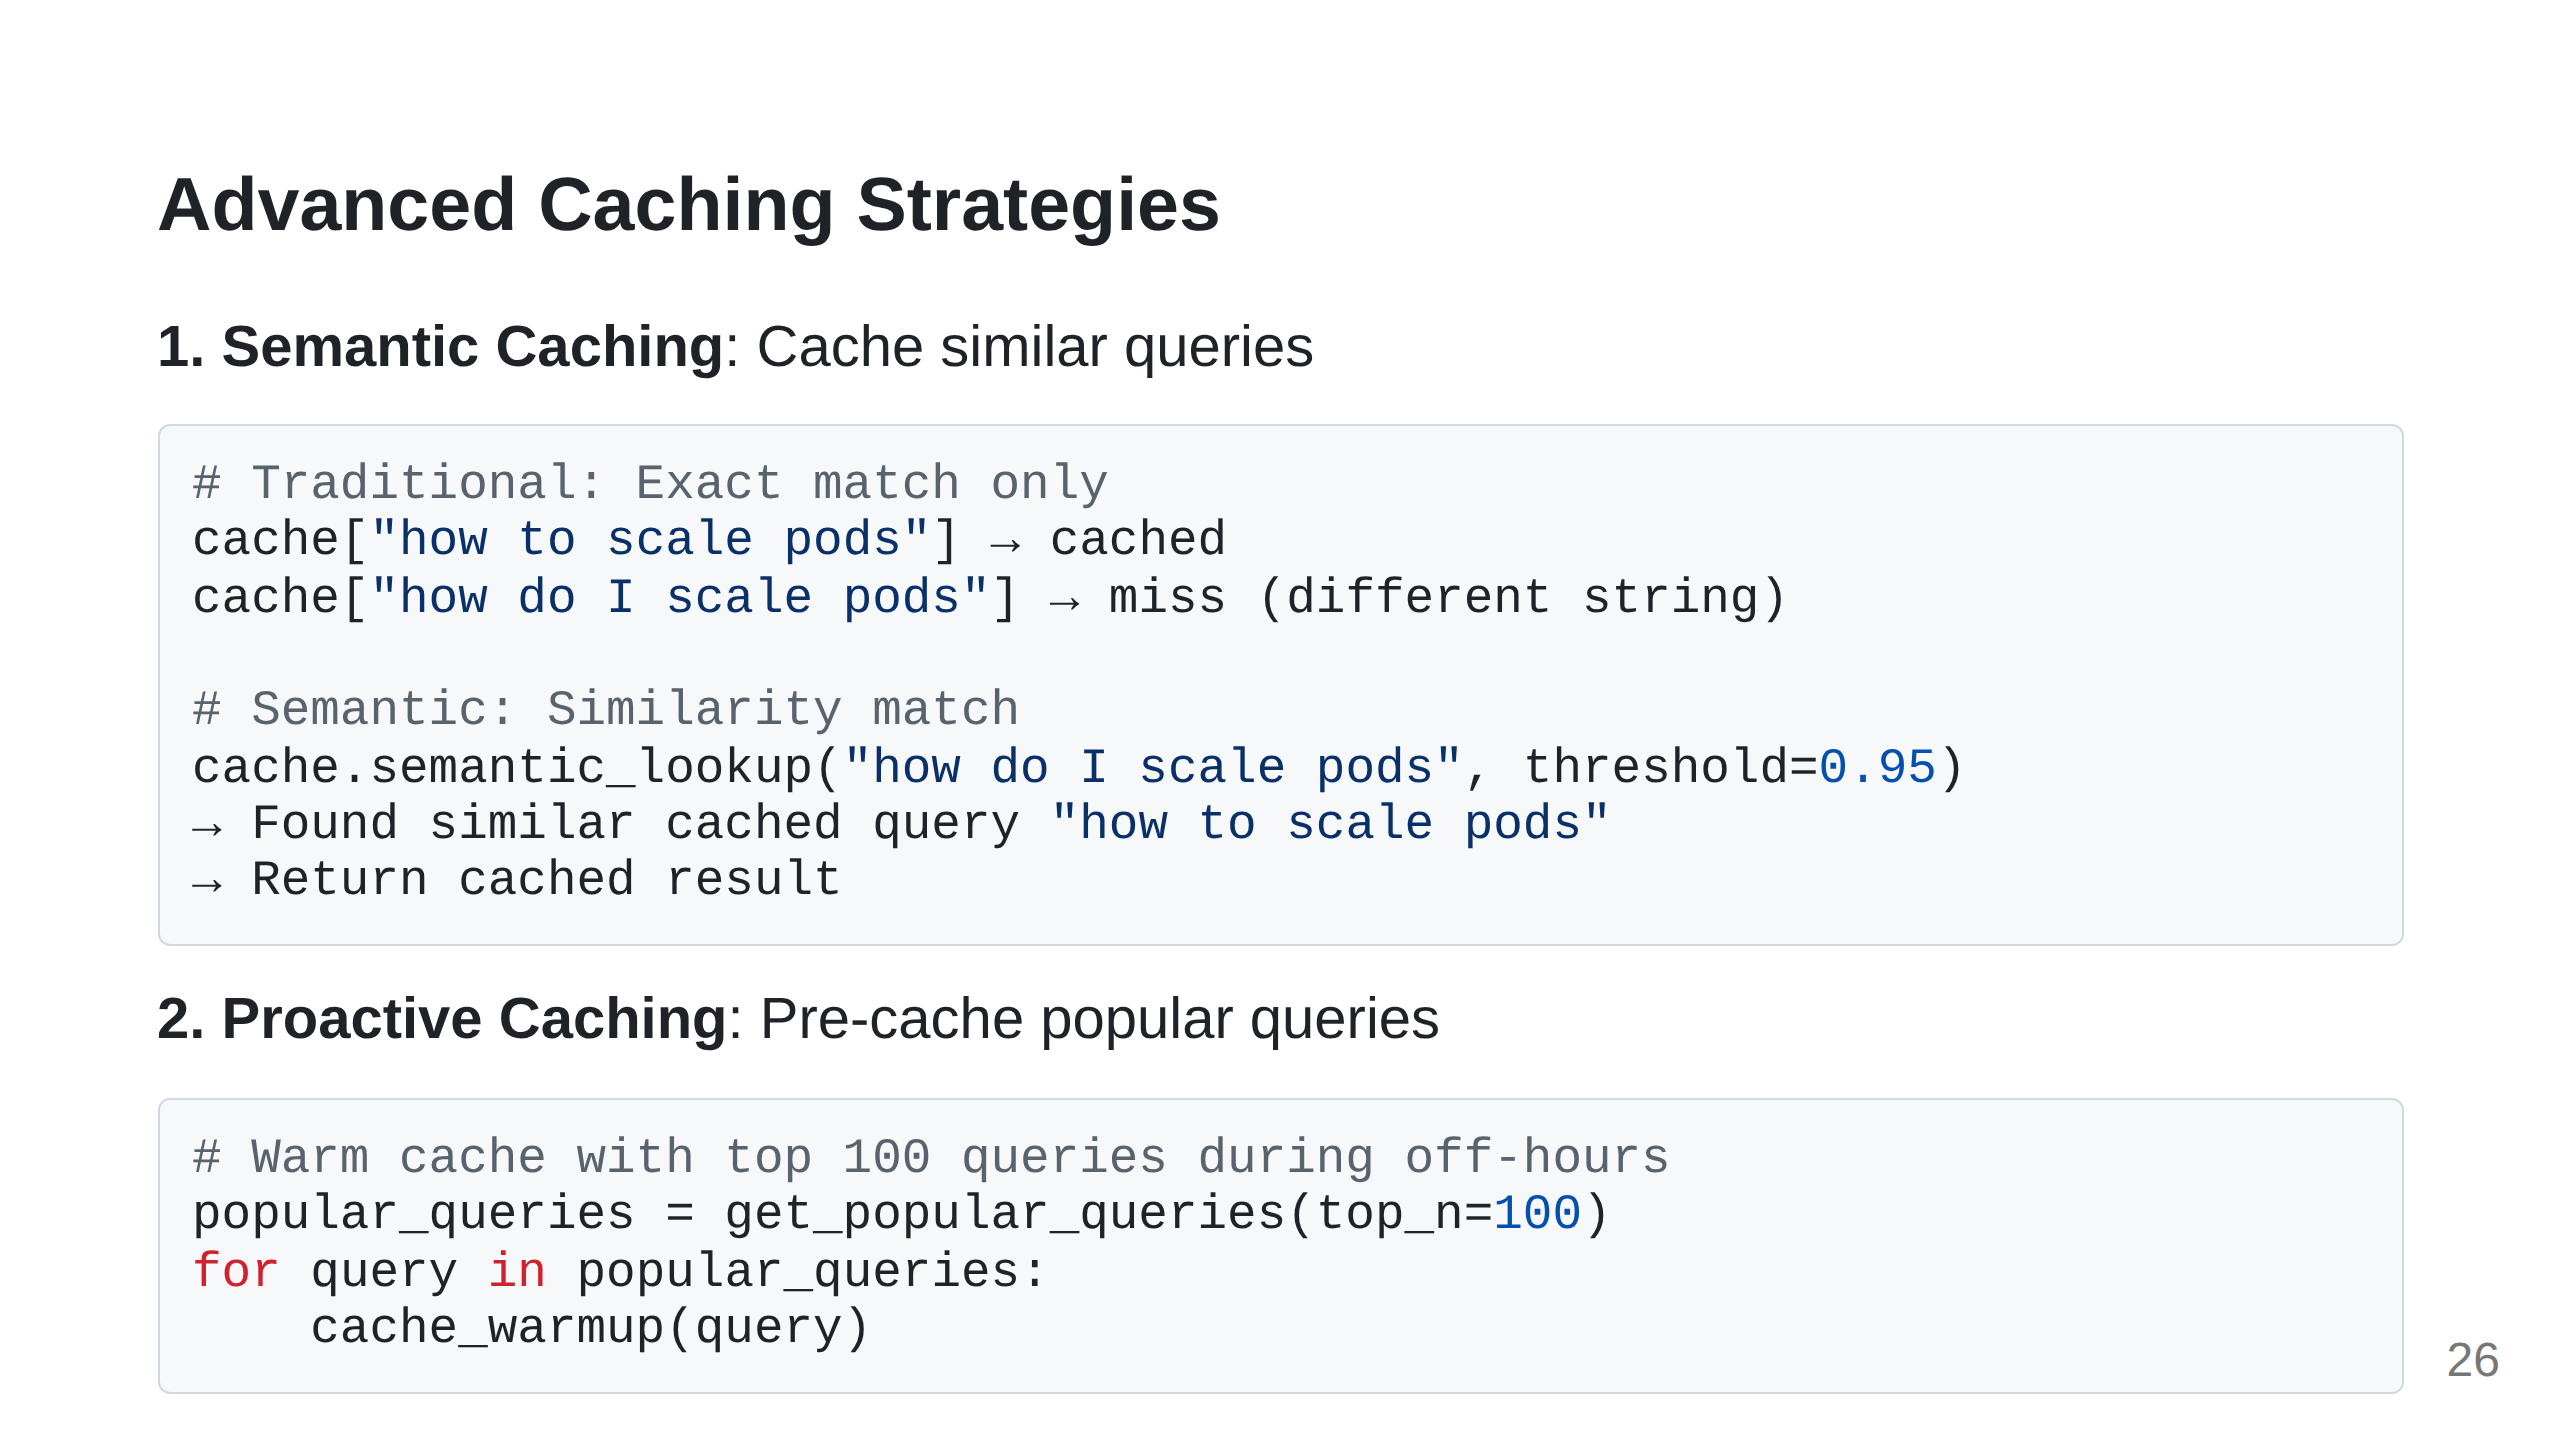 Advanced Caching Strategies
1. Semantic Caching: Cache similar queries
# Traditional: Exact match only
cache["how to scale pods"] → cached
cache["how do I scale pods"] → miss (different string)
# Semantic: Similarity match
cache.semantic_lookup("how do I scale pods", threshold=0.95)
→ Found similar cached query "how to scale pods"
→ Return cached result
2. Proactive Caching: Pre-cache popular queries
# Warm cache with top 100 queries during off-hours
popular_queries = get_popular_queries(top_n=100)
for query in popular_queries:
    cache_warmup(query)
26